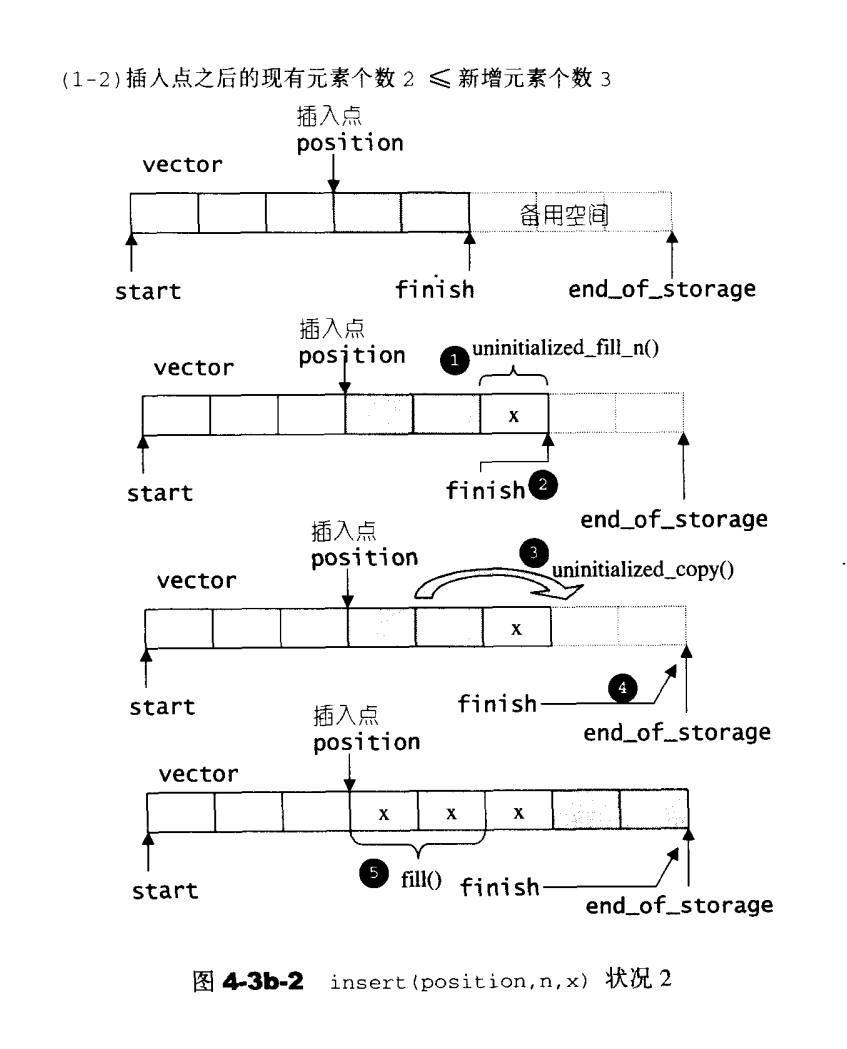 (1-2)插入点之后的现有元素个数 2 ≤ 新增元素个数 3
插入点
position
vector
备用空间
start
finish
end_of_storage
插入点
position
vector
1 uninitialized_fill_n()
x
start
finish 2
end_of_storage
插入点
position
vector
3 uninitialized_copy()
x
start
finish 4
end_of_storage
插入点
position
vector
x x x
start
5 fill()
finish
end_of_storage
图 4-3b-2 insert(position,n,x) 状况 2